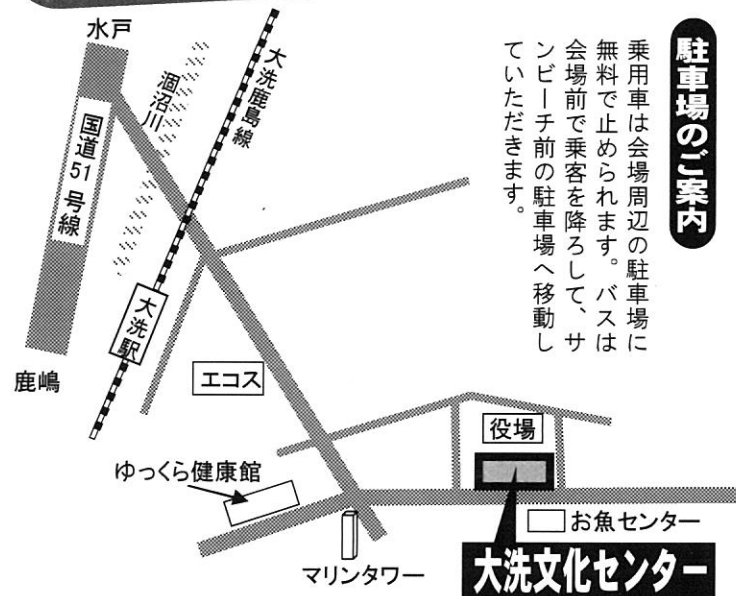 駐車場のご案内
乗用車は会場周辺の駐車場に
無料で止められます。バスは
会場前で乗客を降ろして、サ
ンビーチ前の駐車場へ移動し
ていただきます。
水戸
国道51号線
鹿嶋
涸沼川
大洗鹿島線
大洗駅
エコス
役場
ゆっくら健康館
マリンタワー
お魚センター
大洗文化センター